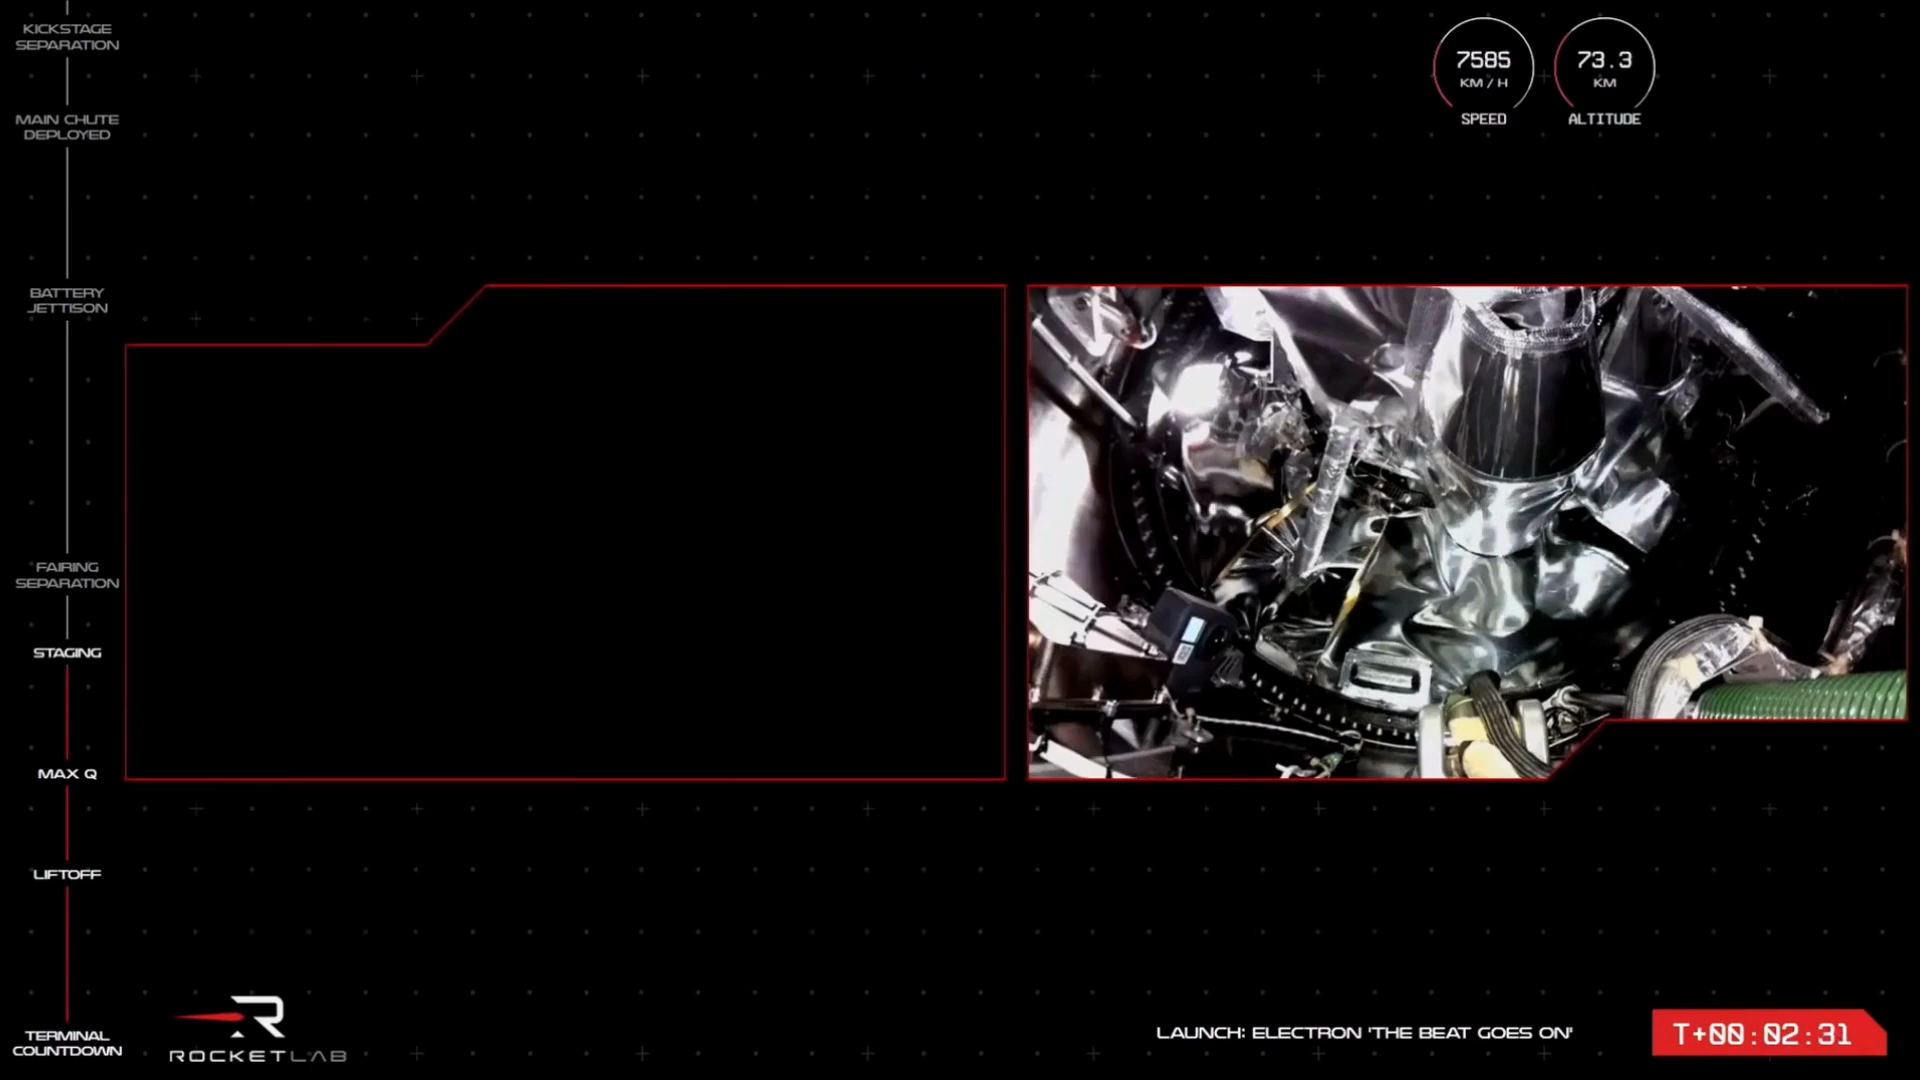 KICKSTAGE
SEPARATION
MAIN CHUTE
DEPLOYED
BATTERY
JETTISON
FAIRING
SEPARATION
STAGING
MAX Q
LIFTOFF
TERMINAL
COUNTDOWN
7585
KM/H
SPEED
73.3
KM
ALTITUDE
ROCKETLAB
LAUNCH: ELECTRON 'THE BEAT GOES ON'
T+00:02:31